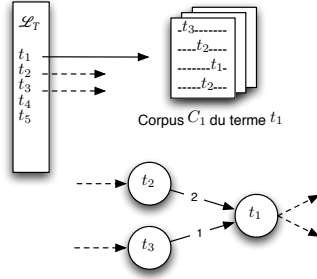 ℒ_T
t₁
t₂
t₃
t₄
t₅
-t₃-------
----t₂----
-------t₁-
-----t₂---
Corpus C₁ du terme t₁
t₂
2
t₁
t₃
1